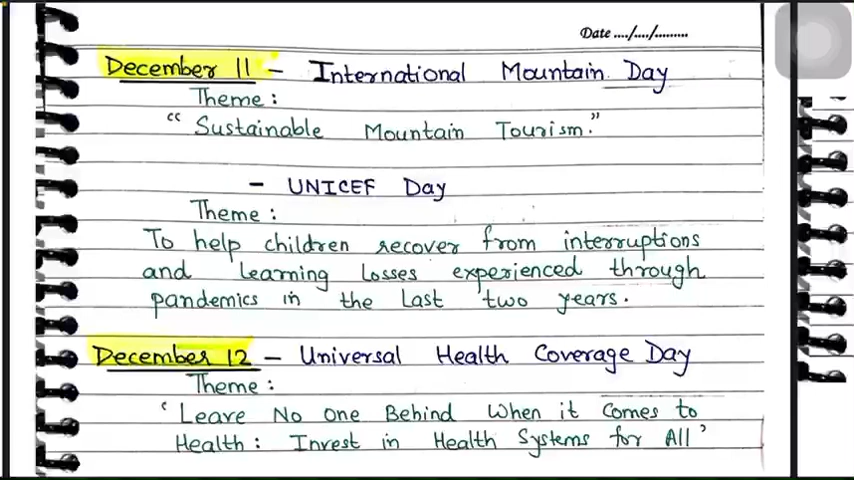 Date ..../..../.........
December 11 - International Mountain Day
Theme :
“ Sustainable Mountain Tourism.”
- UNICEF Day
Theme :
To help children recover from interruptions
and learning losses experienced through
pandemics in the last two years.
December 12 - Universal Health Coverage Day
Theme :
‘ Leave No One Behind When it Comes to
Health : Invest in Health Systems for All ’